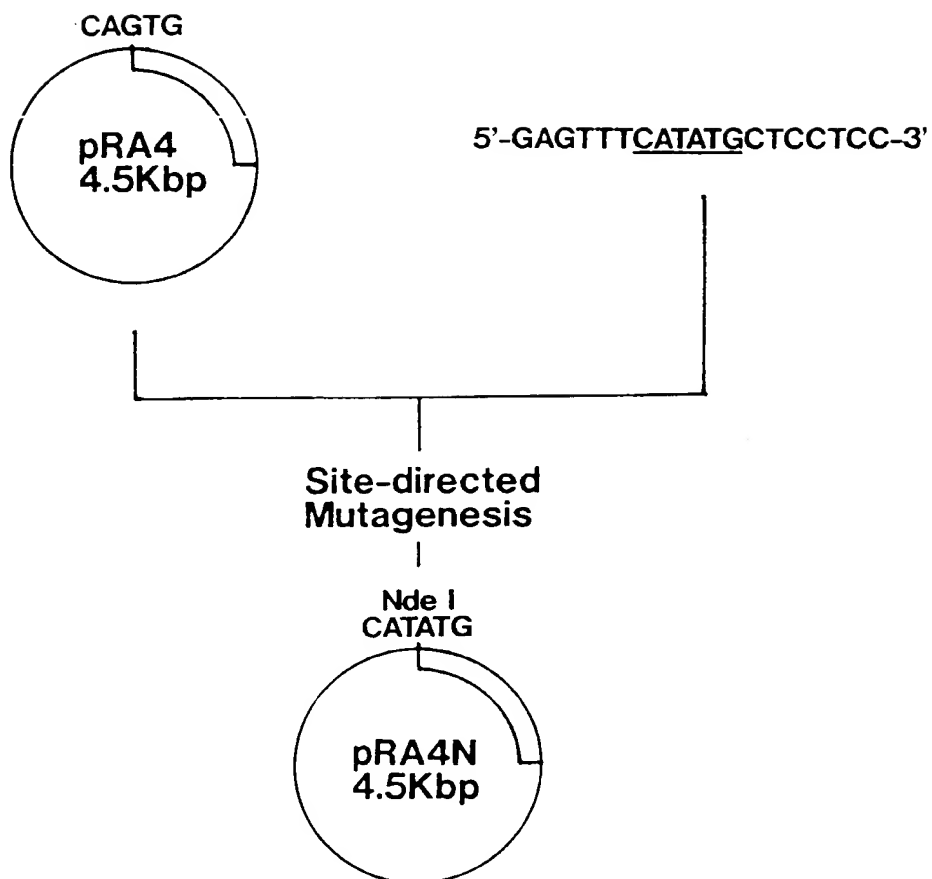 CAGTG
pRA4
4.5Kbp
5'-GAGTTTCATATGCTCCTCC-3'
Site-directed
Mutagenesis
Nde I
CATATG
pRA4N
4.5Kbp